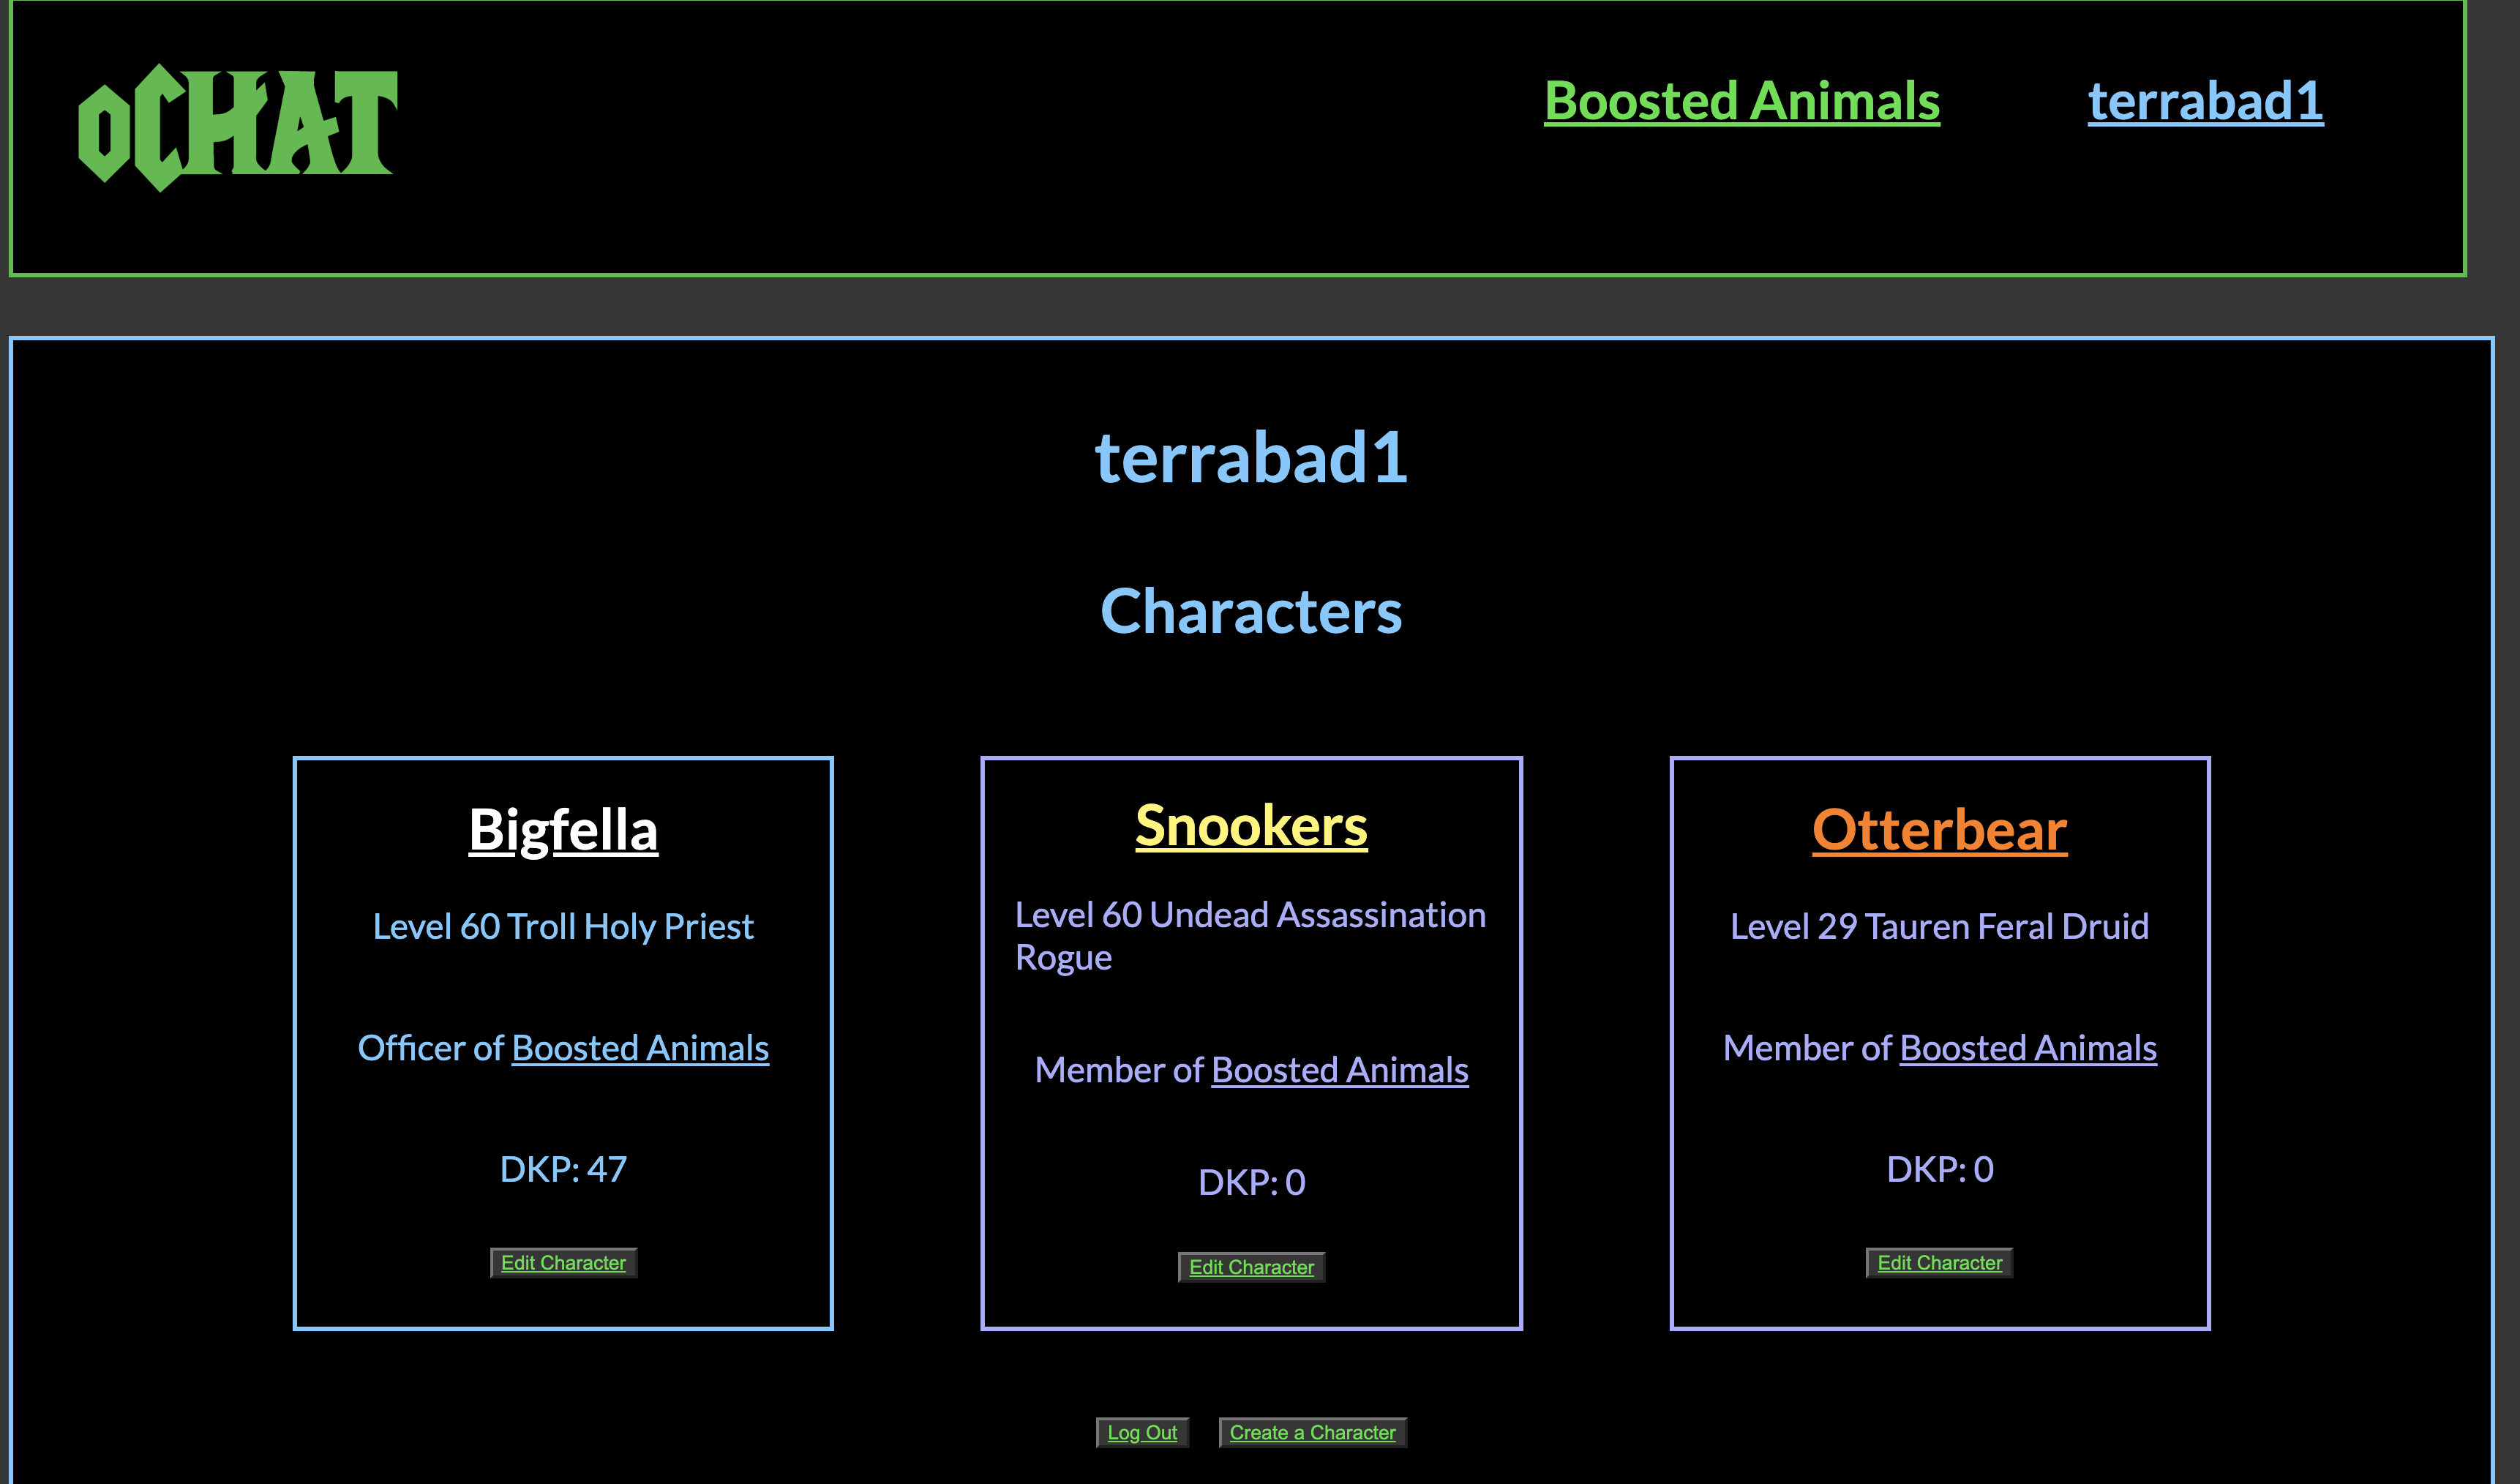 oCHAT
Boosted Animals
terrabad1
terrabad1
Characters
Bigfella
Level 60 Troll Holy Priest
Officer of Boosted Animals
DKP: 47
Edit Character
Snookers
Level 60 Undead Assassination
Rogue
Member of Boosted Animals
DKP: 0
Edit Character
Otterbear
Level 29 Tauren Feral Druid
Member of Boosted Animals
DKP: 0
Edit Character
Log Out
Create a Character